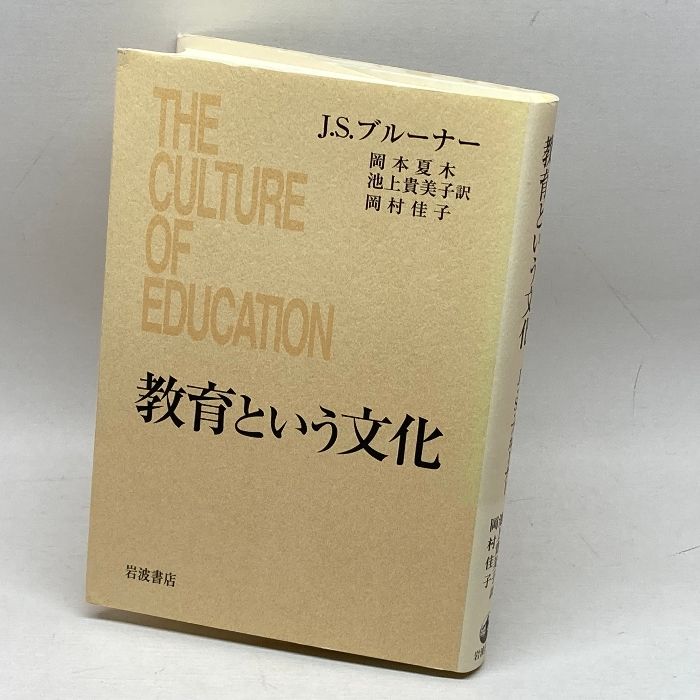 THE
CULTURE
OF
EDUCATION
J.S.ブルーナー
岡本夏木
池上貴美子訳
岡村佳子
教育という文化
岩波書店
教育という文化
岡村佳子